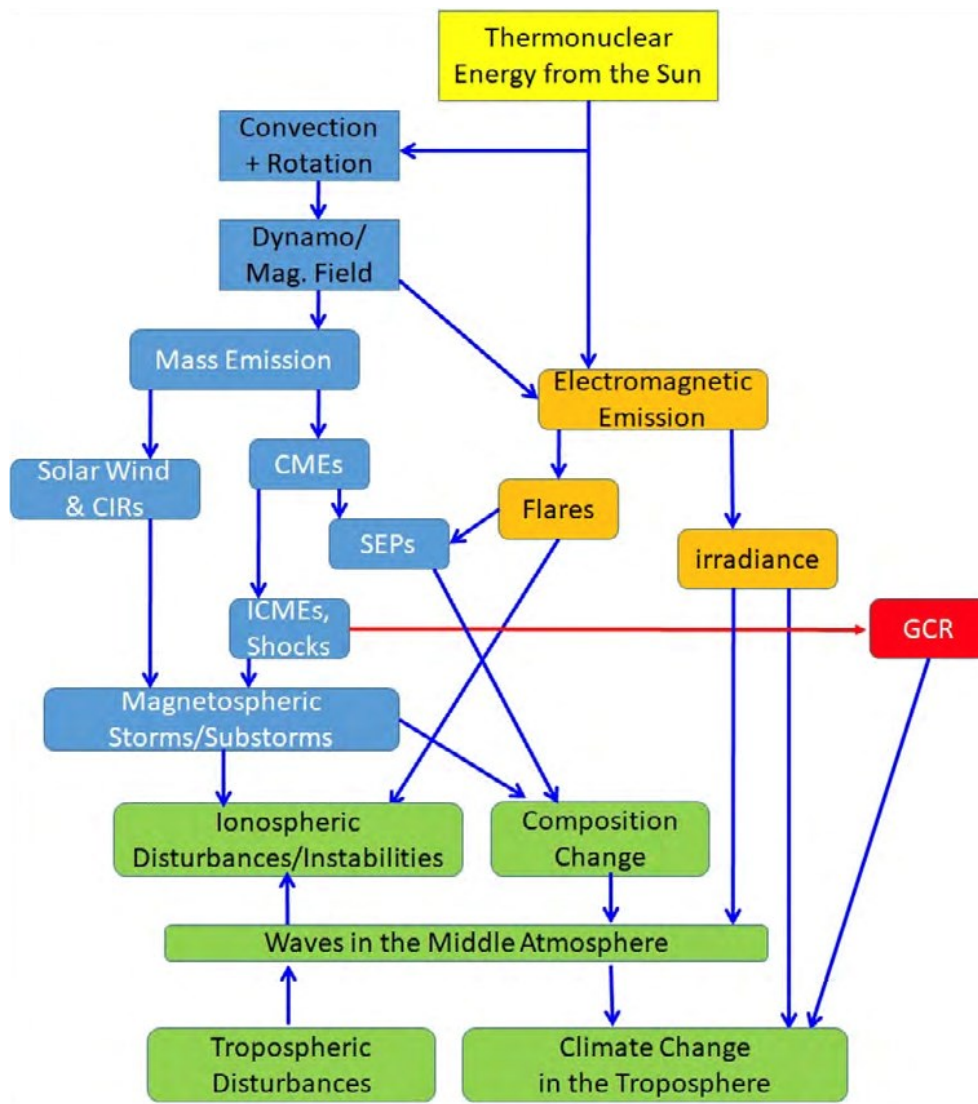 Thermonuclear
Energy from the Sun
Convection
+ Rotation
Dynamo/
Mag. Field
Mass Emission
Electromagnetic
Emission
Solar Wind
& CIRs
CMEs
Flares
SEPs
irradiance
ICMEs,
Shocks
GCR
Magnetospheric
Storms/Substorms
Ionospheric
Disturbances/Instabilities
Composition
Change
Waves in the Middle Atmosphere
Tropospheric
Disturbances
Climate Change
in the Troposphere